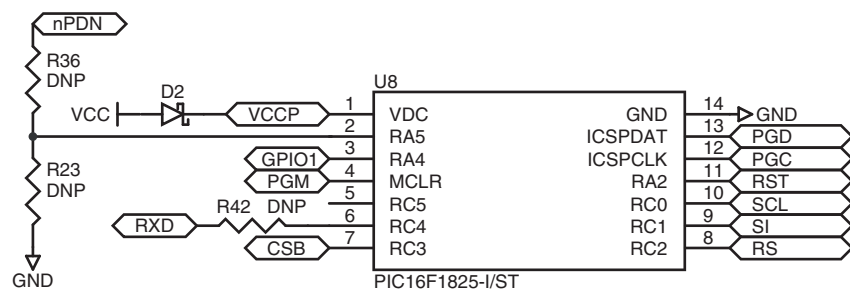 nPDN
R36
DNP
D2
VCC
VCCP
U8
1
VDC
GND
14
GND
2
RA5
ICSPDAT
13
PGD
GPIO1
3
RA4
ICSPCLK
12
PGC
R23
DNP
PGM
4
MCLR
RA2
11
RST
5
RC5
RC0
10
SCL
RXD
R42
DNP
6
RC4
RC1
9
SI
CSB
7
RC3
RC2
8
RS
GND
PIC16F1825-I/ST